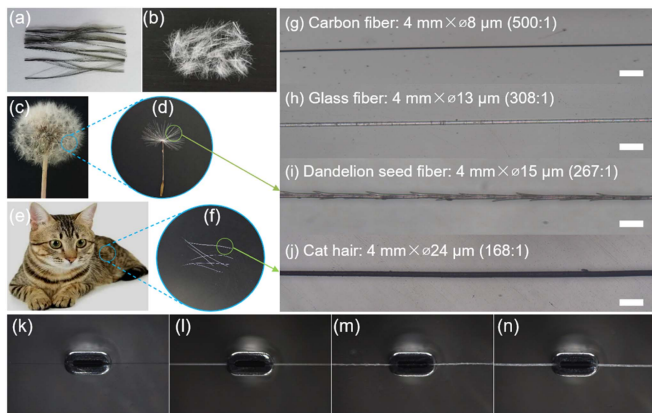 (a)
(b)
(c)
(d)
(e)
(f)
(g) Carbon fiber: 4 mm×⌀8 μm (500:1)
(h) Glass fiber: 4 mm×⌀13 μm (308:1)
(i) Dandelion seed fiber: 4 mm×⌀15 μm (267:1)
(j) Cat hair: 4 mm×⌀24 μm (168:1)
(k)
(l)
(m)
(n)